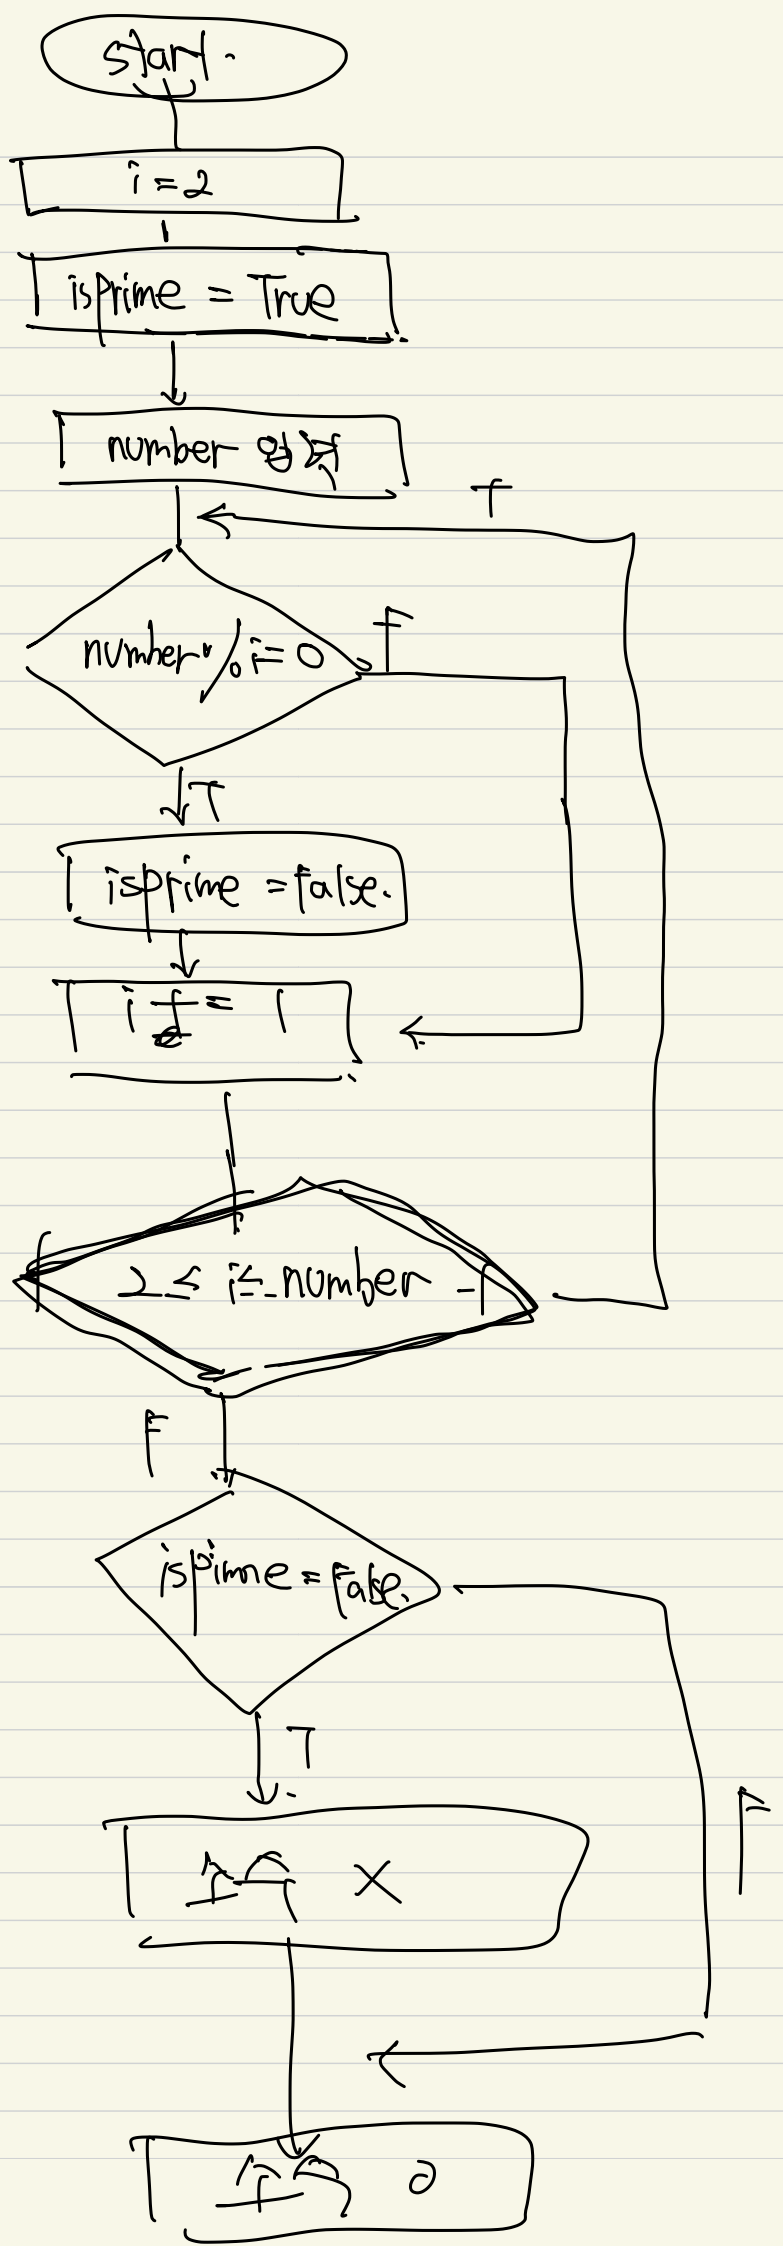 start.
i = 2
isprime = True
number 입력
T
number % i = 0
F
T
isprime = false.
i += 1
2 ≤ i ≤ number - 1
F
ispime = False.
T
F
소수 X
소수 O